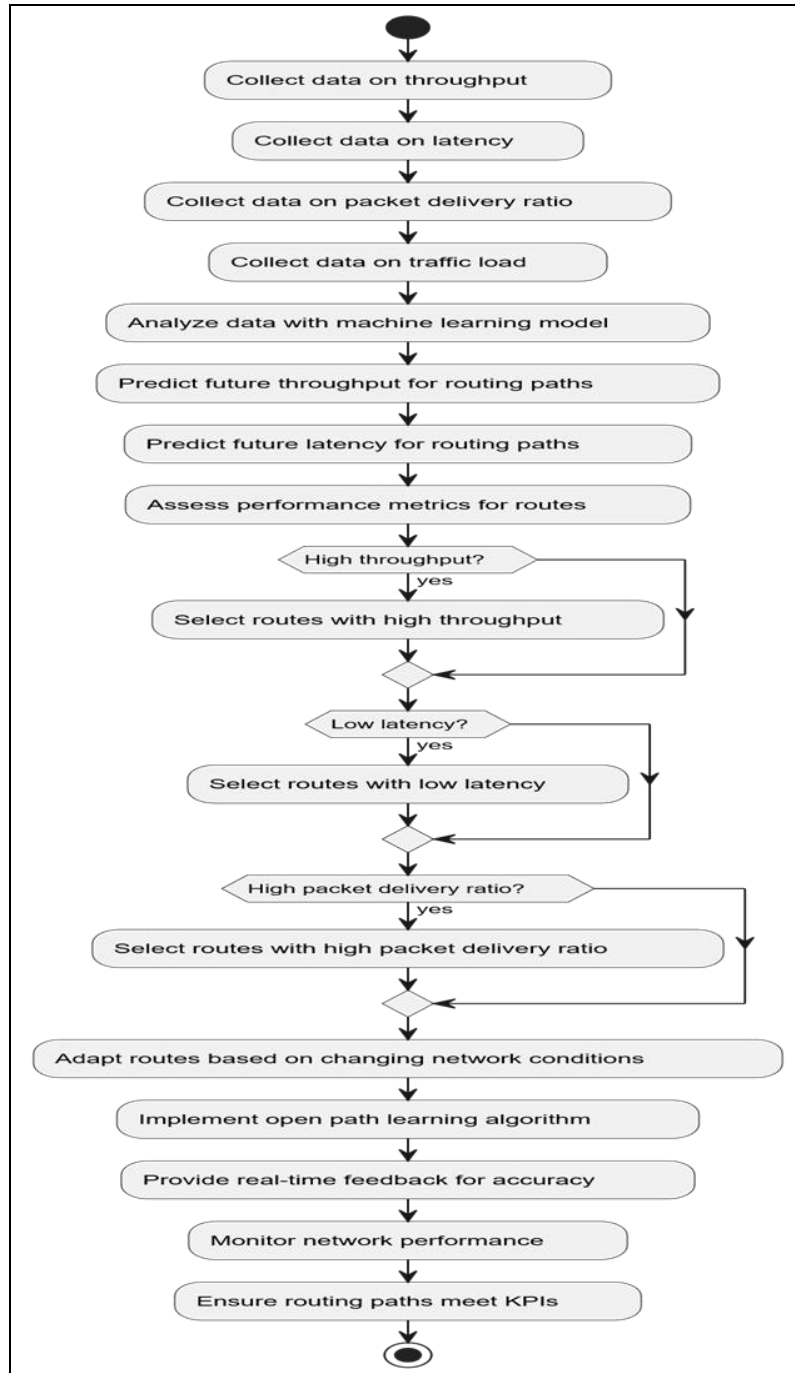 Collect data on throughput
Collect data on latency
Collect data on packet delivery ratio
Collect data on traffic load
Analyze data with machine learning model
Predict future throughput for routing paths
Predict future latency for routing paths
Assess performance metrics for routes
High throughput?
yes
Select routes with high throughput
Low latency?
yes
Select routes with low latency
High packet delivery ratio?
yes
Select routes with high packet delivery ratio
Adapt routes based on changing network conditions
Implement open path learning algorithm
Provide real-time feedback for accuracy
Monitor network performance
Ensure routing paths meet KPIs